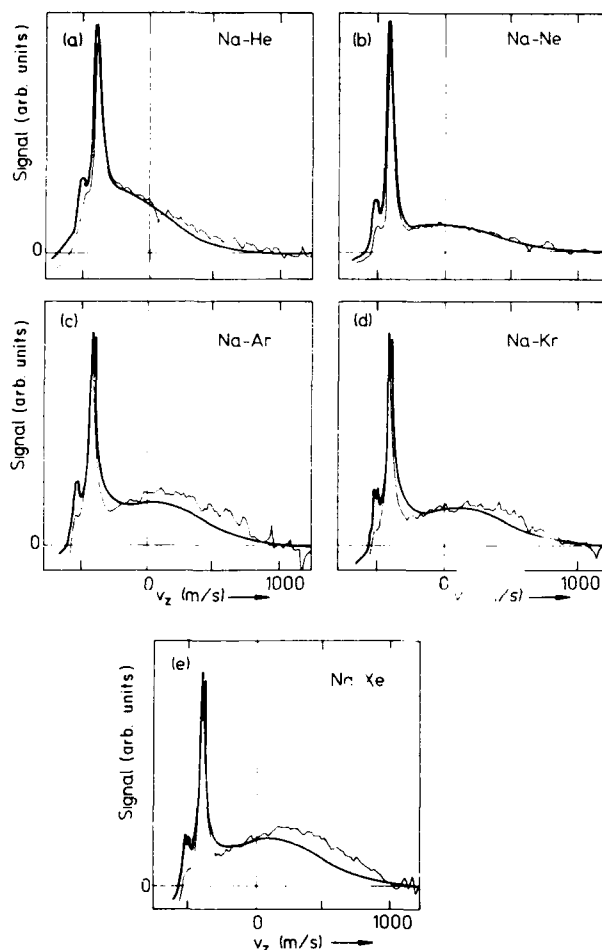 (a) Na-He
Signal (arb. units)
0
(b) Na-Ne
(c) Na-Ar
Signal (arb. units)
0
0 1000
v_z (m/s)
(d) Na-Kr
0 1000
/s)
(e)
Signal (arb. units)
0
0 1000
v_z (m/s)